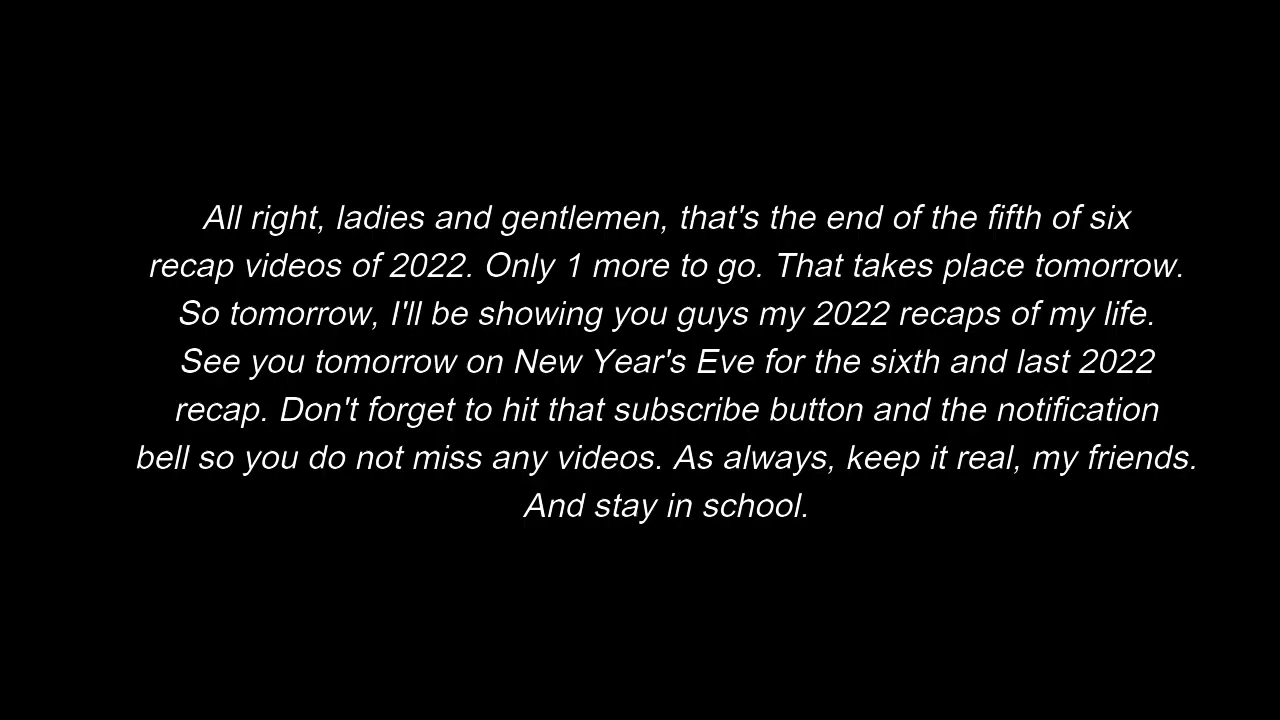 All right, ladies and gentlemen, that's the end of the fifth of six
recap videos of 2022. Only 1 more to go. That takes place tomorrow.
So tomorrow, I'll be showing you guys my 2022 recaps of my life.
See you tomorrow on New Year's Eve for the sixth and last 2022
recap. Don't forget to hit that subscribe button and the notification
bell so you do not miss any videos. As always, keep it real, my friends.
And stay in school.